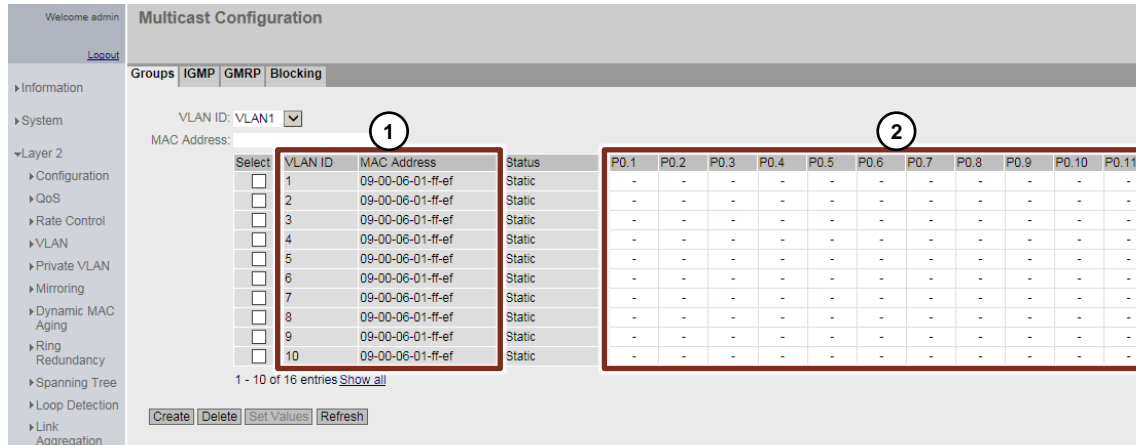 Welcome admin
Logout
Multicast Configuration
Groups IGMP GMRP Blocking
Information
System
Layer 2
Configuration
QoS
Rate Control
VLAN
Private VLAN
Mirroring
Dynamic MAC
Aging
Ring
Redundancy
Spanning Tree
Loop Detection
Link
Aggregation
VLAN ID: VLAN1
MAC Address:
1
2
Select VLAN ID MAC Address Status P0.1 P0.2 P0.3 P0.4 P0.5 P0.6 P0.7 P0.8 P0.9 P0.10 P0.11
1 09-00-06-01-ff-ef Static - - - - - - - - - - -
2 09-00-06-01-ff-ef Static - - - - - - - - - - -
3 09-00-06-01-ff-ef Static - - - - - - - - - - -
4 09-00-06-01-ff-ef Static - - - - - - - - - - -
5 09-00-06-01-ff-ef Static - - - - - - - - - - -
6 09-00-06-01-ff-ef Static - - - - - - - - - - -
7 09-00-06-01-ff-ef Static - - - - - - - - - - -
8 09-00-06-01-ff-ef Static - - - - - - - - - - -
9 09-00-06-01-ff-ef Static - - - - - - - - - - -
10 09-00-06-01-ff-ef Static - - - - - - - - - - -
1 - 10 of 16 entries Show all
Create Delete Set Values Refresh